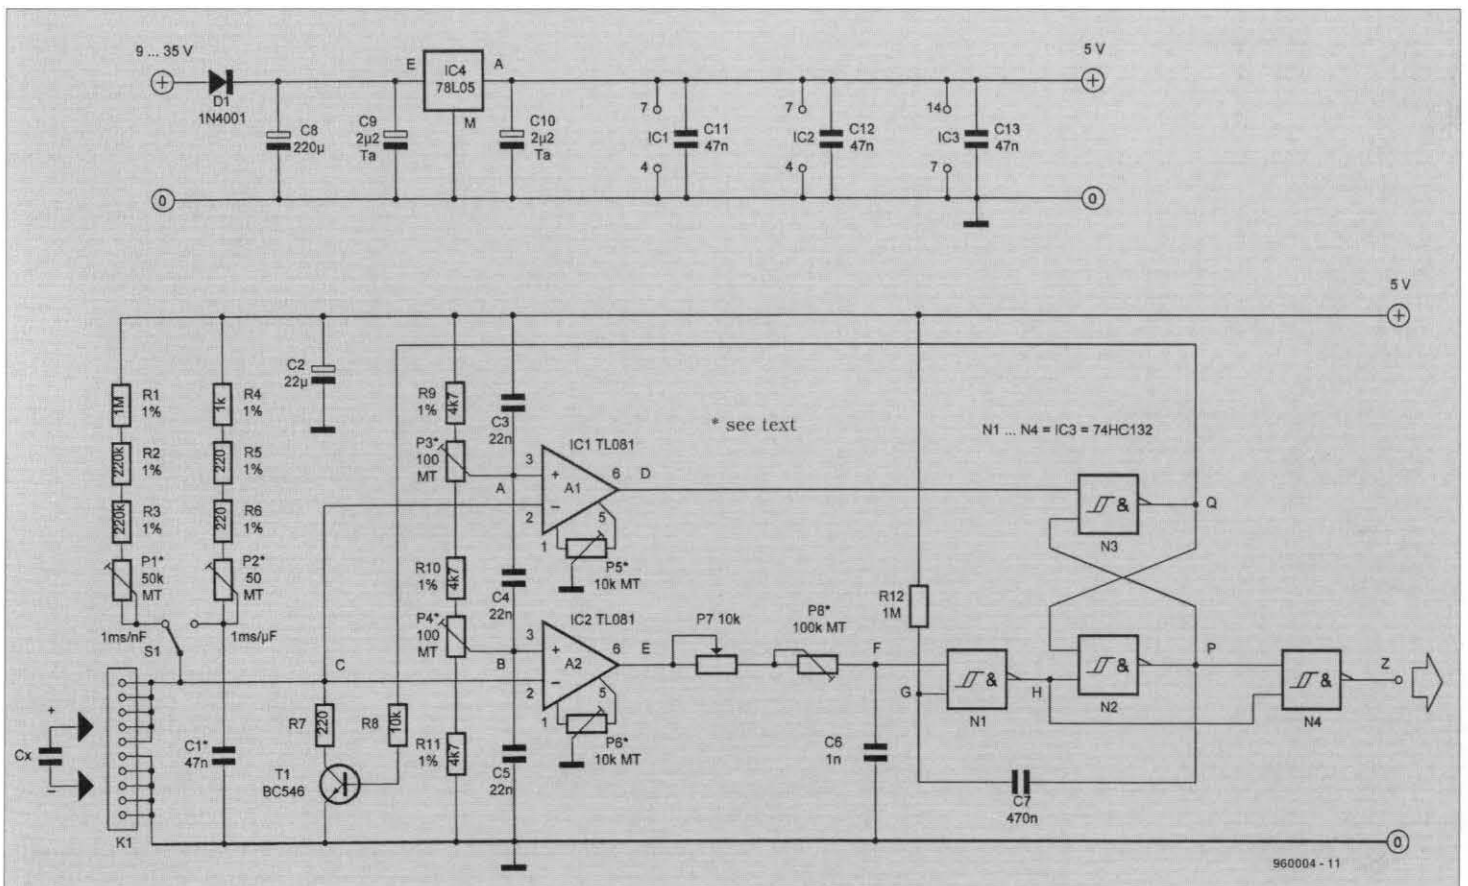 9 ... 35 V
D1
1N4001
C8
220µ
C9
2µ2
Ta
E
IC4
78L05
A
M
C10
2µ2
Ta
7
IC1
4
C11
47n
7
IC2
4
C12
47n
14
IC3
7
C13
47n
5 V
+
0
+
0
5 V
+
C2
22µ
1M
R1
1%
220k
R2
1%
220k
R3
1%
P1*
50k
MT
1k
R4
1%
220
R5
1%
220
R6
1%
P2*
50
MT
1ms/nF
S1
1ms/µF
R9
1%
4k7
P3*
100
MT
A
C3
22n
IC1 TL081
3
+
A1
6
D
2
−
1
5
P5*
10k MT
R10
1%
4k7
P4*
100
MT
B
C4
22n
IC2 TL081
3
+
A2
6
E
2
−
1
5
P6*
10k MT
R11
1%
4k7
C5
22n
* see text
N1 ... N4 = IC3 = 74HC132
&
N3
Q
R12
1M
P7 10k
P8*
100k MT
F
G
&
N1
H
&
N2
P
&
N4
Z
C
+
Cx
−
K1
C1*
47n
R7
220
R8
10k
T1
BC546
C6
1n
C7
470n
0
960004 - 11